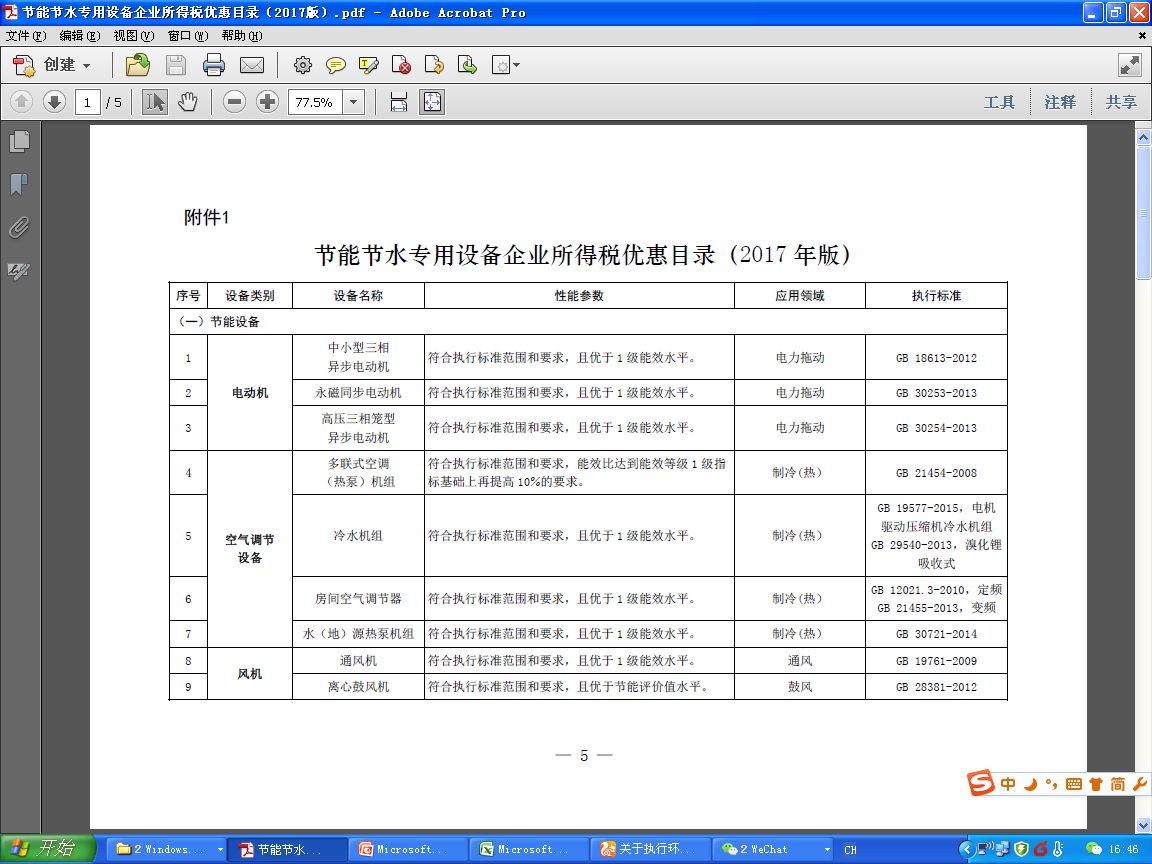 节能节水专用设备企业所得税优惠目录（2017版）.pdf - Adobe Acrobat Pro
文件(F) 编辑(E) 视图(V) 窗口(W) 帮助(H)
创建
1 / 5 77.5% 工具 注释 共享
附件1
节能节水专用设备企业所得税优惠目录（2017 年版）
序号 设备类别 设备名称 性能参数 应用领域 执行标准
（一）节能设备
1 电动机 中小型三相异步电动机 符合执行标准范围和要求，且优于 1 级能效水平。 电力拖动 GB 18613-2012
2 永磁同步电动机 符合执行标准范围和要求，且优于 1 级能效水平。 电力拖动 GB 30253-2013
3 高压三相笼型异步电动机 符合执行标准范围和要求，且优于 1 级能效水平。 电力拖动 GB 30254-2013
4 空气调节设备 多联式空调（热泵）机组 符合执行标准范围和要求，能效比达到能效等级 1 级指标基础上再提高 10%的要求。 制冷(热) GB 21454-2008
5 冷水机组 符合执行标准范围和要求，且优于 1 级能效水平。 制冷(热) GB 19577-2015，电机驱动压缩机冷水机组 GB 29540-2013，溴化锂吸收式
6 房间空气调节器 符合执行标准范围和要求，且优于 1 级能效水平。 制冷(热) GB 12021.3-2010，定频 GB 21455-2013，变频
7 水（地）源热泵机组 符合执行标准范围和要求，且优于 1 级能效水平。 制冷(热) GB 30721-2014
8 风机 通风机 符合执行标准范围和要求，且优于 1 级能效水平。 通风 GB 19761-2009
9 离心鼓风机 符合执行标准范围和要求，且优于节能评价值水平。 鼓风 GB 28381-2012
— 5 —
中 简
开始 2 Windows... 节能节水... Microsoft... Microsoft... 关于执行环... 2 WeChat CH 16:46